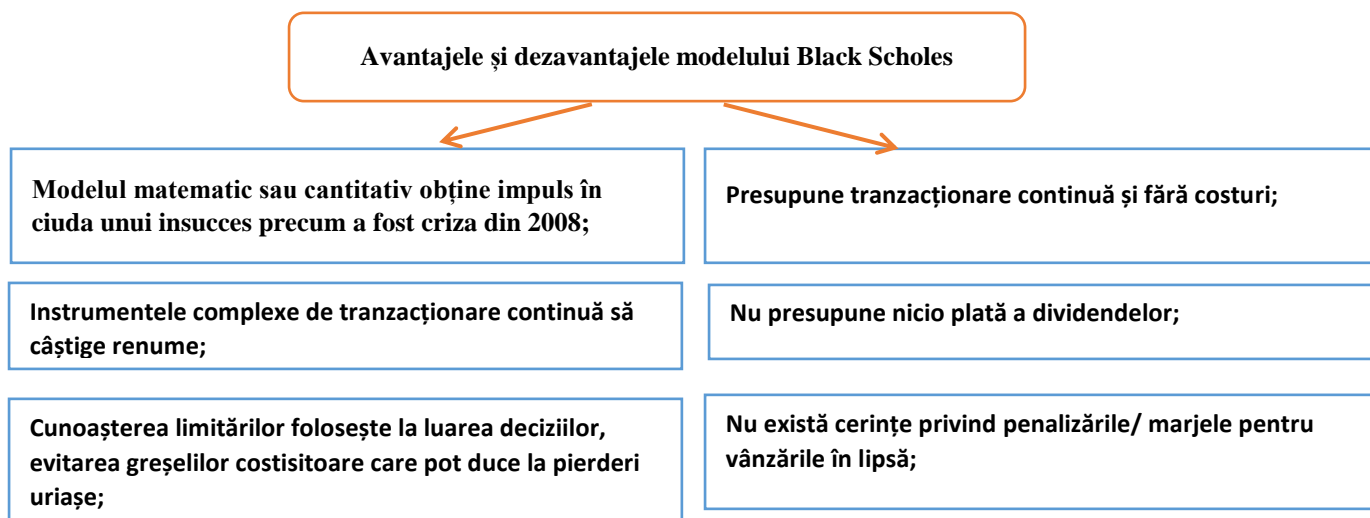 Avantajele și dezavantajele modelului Black Scholes
Modelul matematic sau cantitativ obține impuls în
ciuda unui insucces precum a fost criza din 2008;
Instrumentele complexe de tranzacționare continuă să
câștige renume;
Cunoașterea limitărilor folosește la luarea deciziilor,
evitarea greșelilor costisitoare care pot duce la pierderi
uriașe;
Presupune tranzacționare continuă și fără costuri;
Nu presupune nicio plată a dividendelor;
Nu există cerințe privind penalizările/ marjele pentru
vânzările în lipsă;